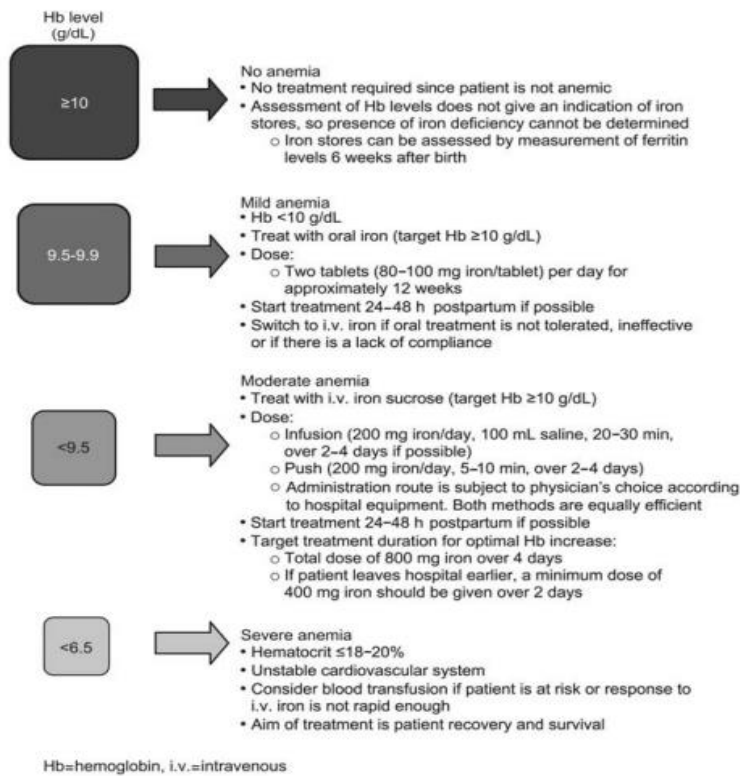 Hb level
(g/dL)
≥10
No anemia
• No treatment required since patient is not anemic
• Assessment of Hb levels does not give an indication of iron
stores, so presence of iron deficiency cannot be determined
○ Iron stores can be assessed by measurement of ferritin
levels 6 weeks after birth
9.5-9.9
Mild anemia
• Hb <10 g/dL
• Treat with oral iron (target Hb ≥10 g/dL)
• Dose:
○ Two tablets (80–100 mg iron/tablet) per day for
approximately 12 weeks
• Start treatment 24–48 h postpartum if possible
• Switch to i.v. iron if oral treatment is not tolerated, ineffective
or if there is a lack of compliance
<9.5
Moderate anemia
• Treat with i.v. iron sucrose (target Hb ≥10 g/dL)
• Dose:
○ Infusion (200 mg iron/day, 100 mL saline, 20–30 min,
over 2–4 days if possible)
○ Push (200 mg iron/day, 5-10 min, over 2–4 days)
○ Administration route is subject to physician's choice according
to hospital equipment. Both methods are equally efficient
• Start treatment 24–48 h postpartum if possible
• Target treatment duration for optimal Hb increase:
○ Total dose of 800 mg iron over 4 days
○ If patient leaves hospital earlier, a minimum dose of
400 mg iron should be given over 2 days
<6.5
Severe anemia
• Hematocrit ≤18–20%
• Unstable cardiovascular system
• Consider blood transfusion if patient is at risk or response to
i.v. iron is not rapid enough
• Aim of treatment is patient recovery and survival
Hb=hemoglobin, i.v.=intravenous